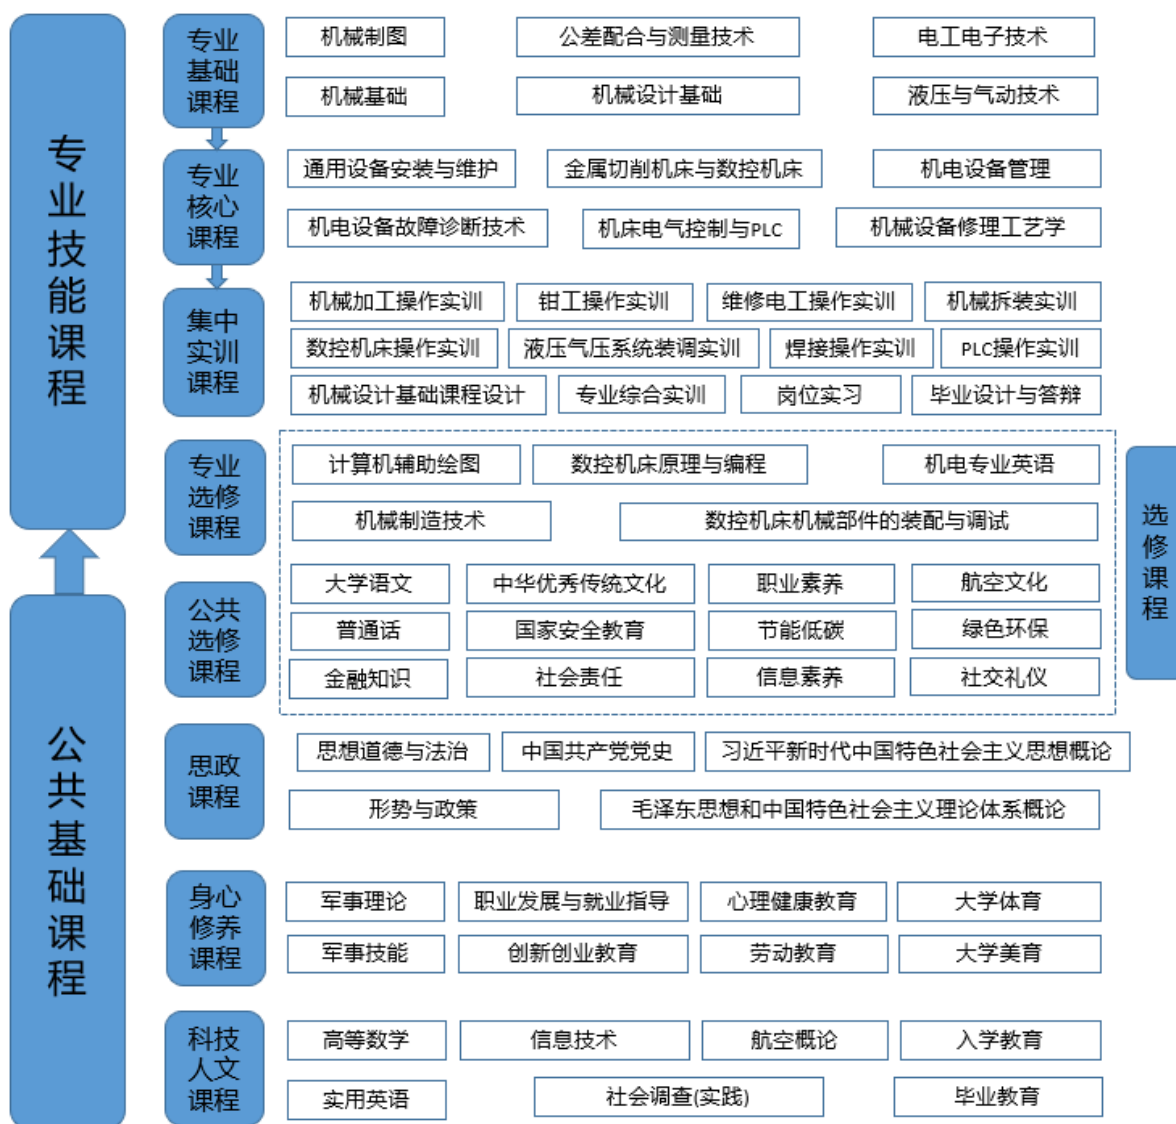 专业技能课程
专业基础课程
机械制图
公差配合与测量技术
电工电子技术
机械基础
机械设计基础
液压与气动技术
专业核心课程
通用设备安装与维护
金属切削机床与数控机床
机电设备管理
机电设备故障诊断技术
机床电气控制与PLC
机械设备修理工艺学
集中实训课程
机械加工操作实训
钳工操作实训
维修电工操作实训
机械拆装实训
数控机床操作实训
液压气压系统装调实训
焊接操作实训
PLC操作实训
机械设计基础课程设计
专业综合实训
岗位实习
毕业设计与答辩
专业选修课程
计算机辅助绘图
数控机床原理与编程
机电专业英语
机械制造技术
数控机床机械部件的装配与调试
选修课程
公共基础课程
公共选修课程
大学语文
中华优秀传统文化
职业素养
航空文化
普通话
国家安全教育
节能低碳
绿色环保
金融知识
社会责任
信息素养
社交礼仪
思政课程
思想道德与法治
中国共产党党史
习近平新时代中国特色社会主义思想概论
形势与政策
毛泽东思想和中国特色社会主义理论体系概论
身心修养课程
军事理论
职业发展与就业指导
心理健康教育
大学体育
军事技能
创新创业教育
劳动教育
大学美育
科技人文课程
高等数学
信息技术
航空概论
入学教育
实用英语
社会调查(实践)
毕业教育